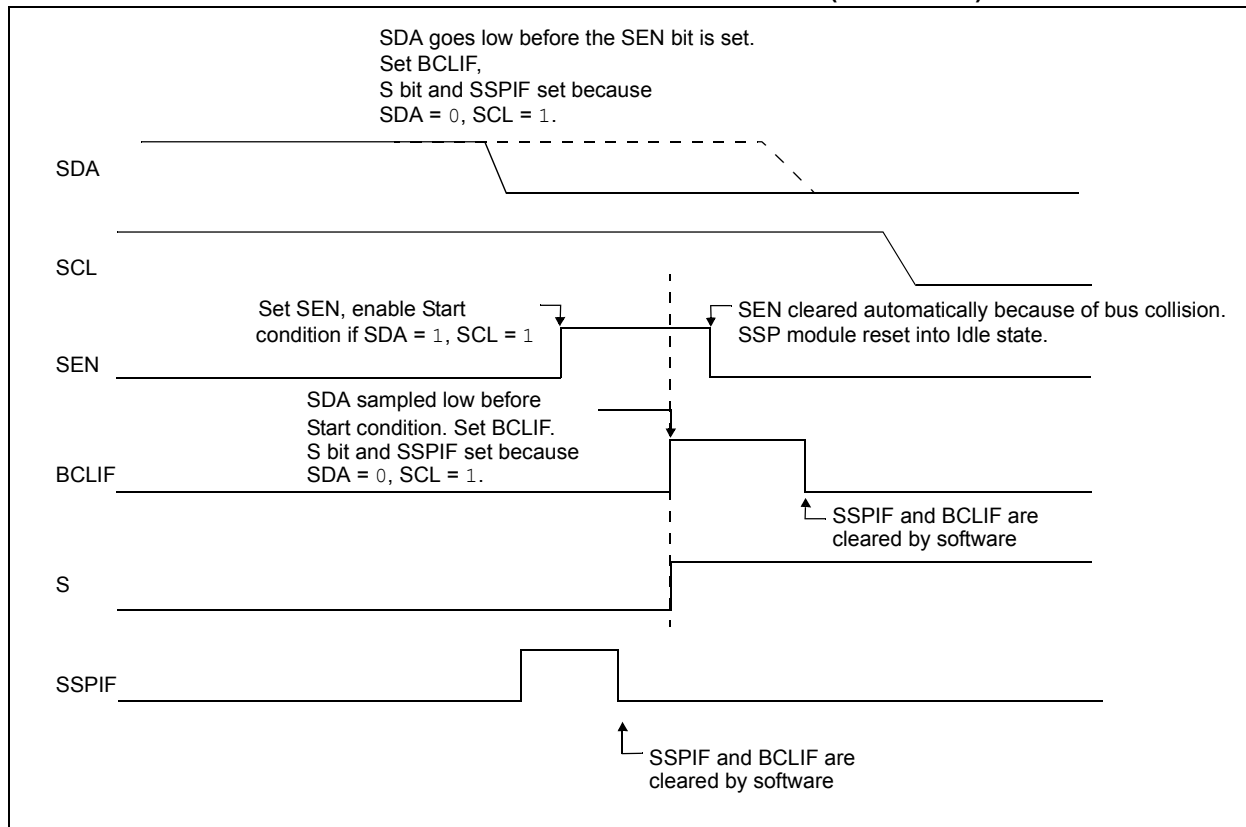 SDA goes low before the SEN bit is set.
Set BCLIF,
S bit and SSPIF set because
SDA = 0, SCL = 1.
SDA
SCL
Set SEN, enable Start
condition if SDA = 1, SCL = 1
SEN cleared automatically because of bus collision.
SSP module reset into Idle state.
SEN
SDA sampled low before
Start condition. Set BCLIF.
S bit and SSPIF set because
SDA = 0, SCL = 1.
BCLIF
SSPIF and BCLIF are
cleared by software
S
SSPIF
SSPIF and BCLIF are
cleared by software